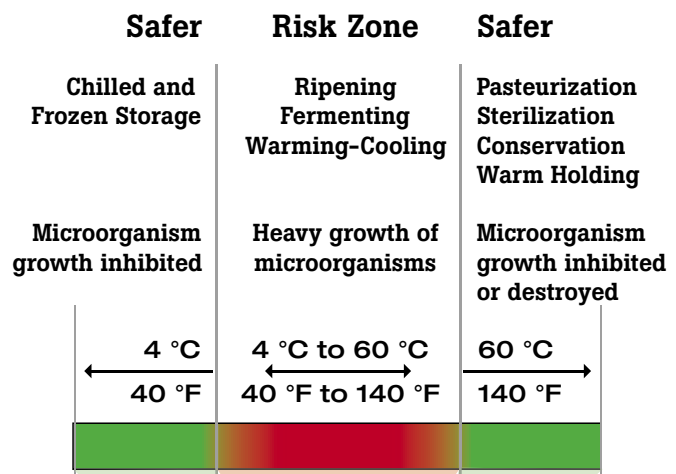 Safer
Risk Zone
Safer
Chilled and
Frozen Storage
Ripening
Fermenting
Warming-Cooling
Pasteurization
Sterilization
Conservation
Warm Holding
Microorganism
growth inhibited
Heavy growth of
microorganisms
Microorganism
growth inhibited
or destroyed
4 °C
40 °F
4 °C to 60 °C
40 °F to 140 °F
60 °C
140 °F